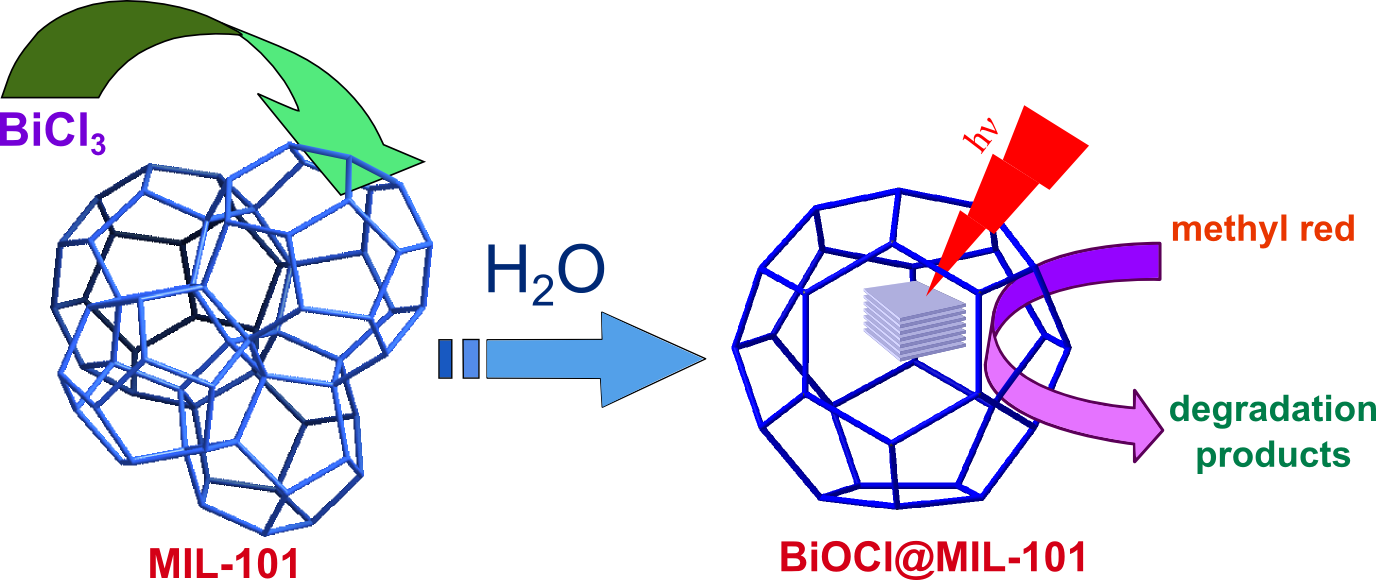 BiCl₃
hν
methyl red
H₂O
degradation
products
MIL-101
BiOCl@MIL-101